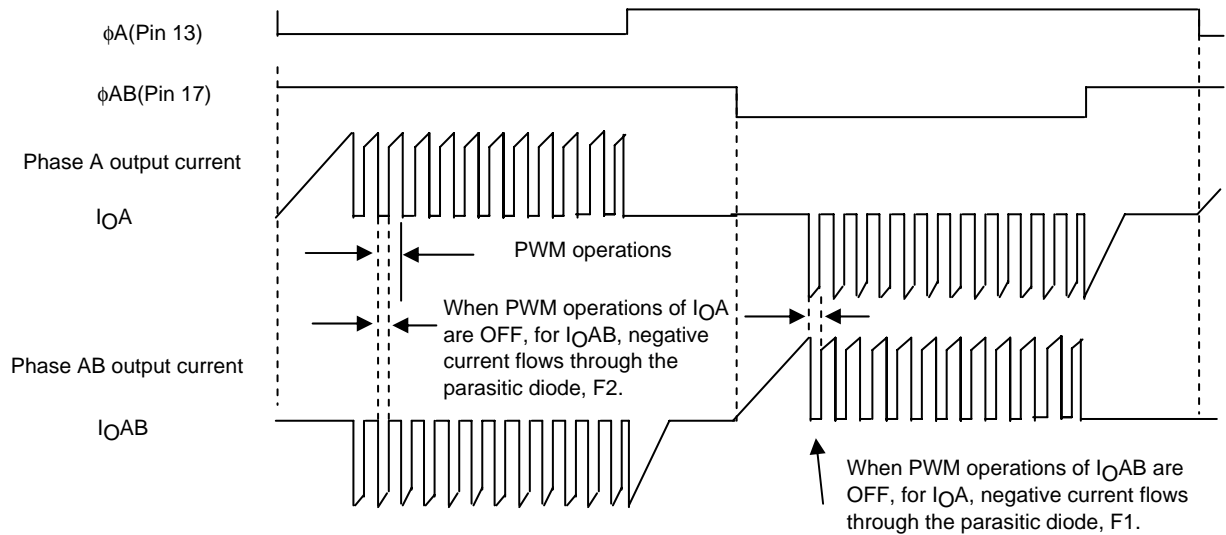 ϕA(Pin 13)
ϕAB(Pin 17)
Phase A output current
IOA
PWM operations
When PWM operations of IOA
are OFF, for IOAB, negative
current flows through the
parasitic diode, F2.
Phase AB output current
IOAB
When PWM operations of IOAB are
OFF, for IOA, negative current flows
through the parasitic diode, F1.